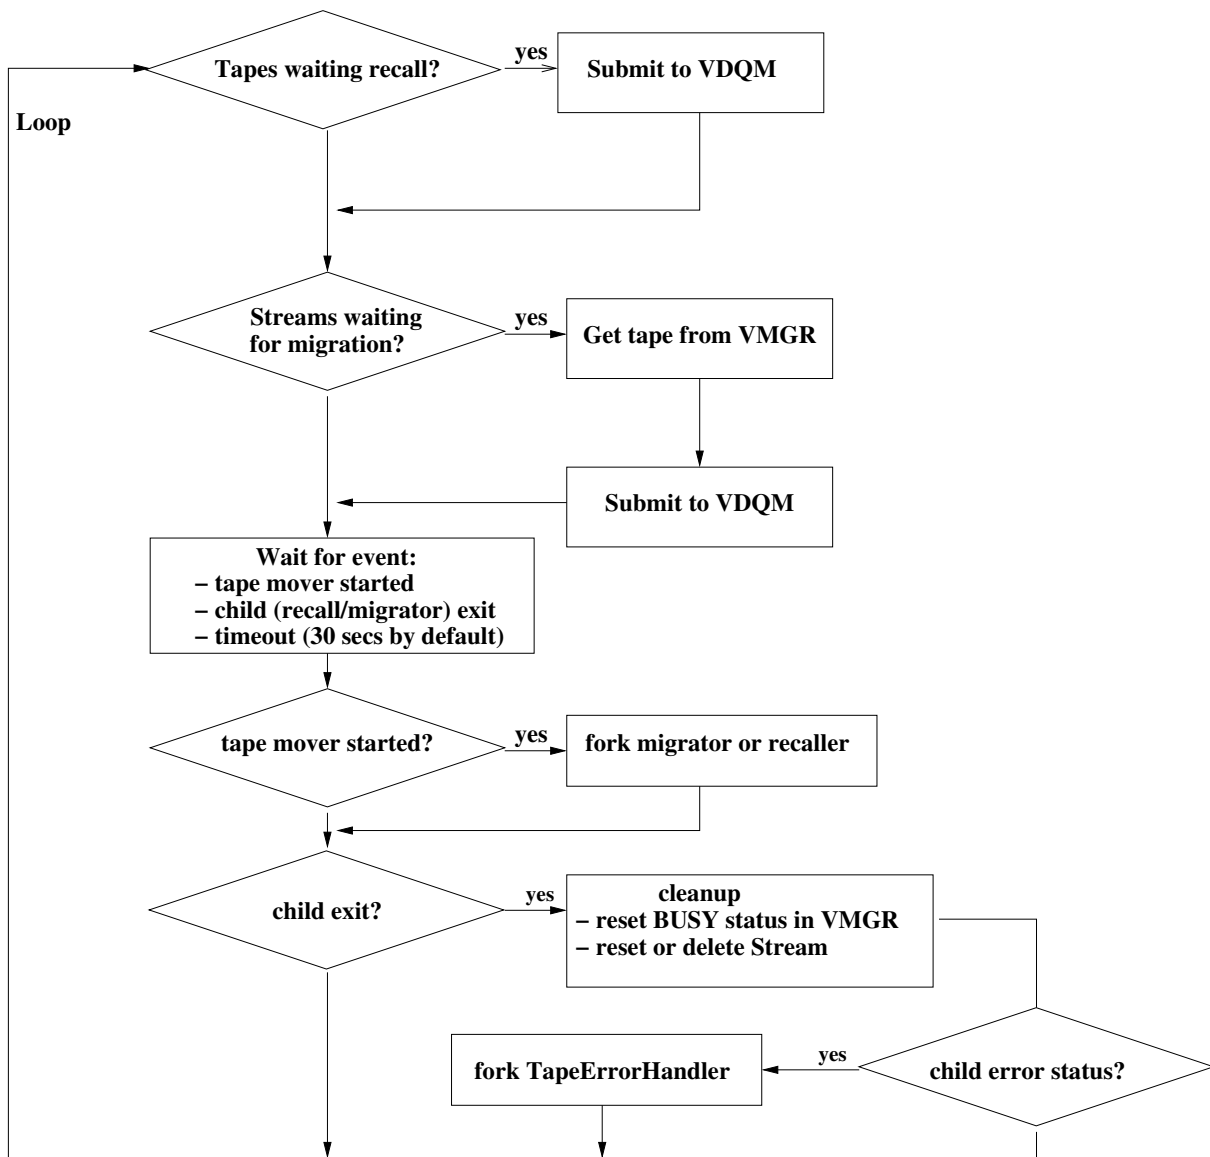 Tapes waiting recall?
yes
Submit to VDQM
Loop
Streams waiting
for migration?
yes
Get tape from VMGR
Submit to VDQM
Wait for event:
– tape mover started
– child (recall/migrator) exit
– timeout (30 secs by default)
tape mover started?
yes
fork migrator or recaller
child exit?
yes
cleanup
– reset BUSY status in VMGR
– reset or delete Stream
fork TapeErrorHandler
yes
child error status?